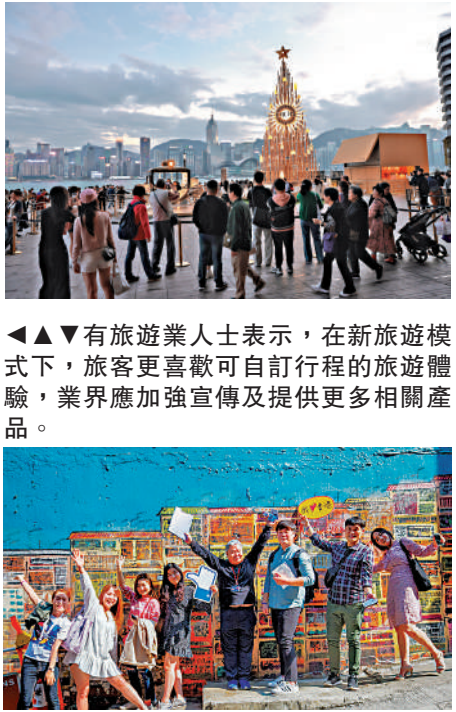 ◀▲▼有旅遊業人士表示，在新旅遊模
式下，旅客更喜歡可自訂行程的旅遊體
驗，業界應加強宣傳及提供更多相關產
品。